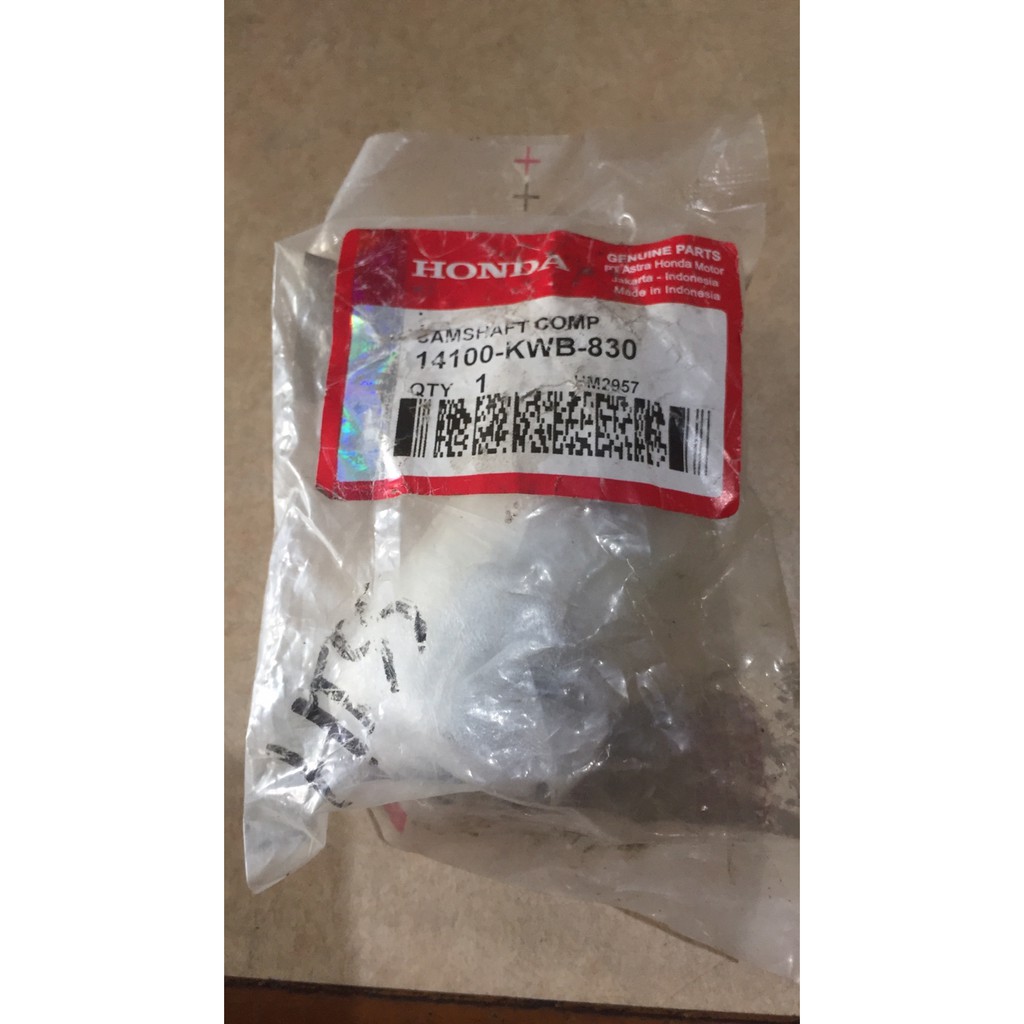 HONDA
GENUINE PARTS
PT Astra Honda Motor
Jakarta - Indonesia
Made in Indonesia
CAMSHAFT COMP
14100-KWB-830
QTY 1 HM2957